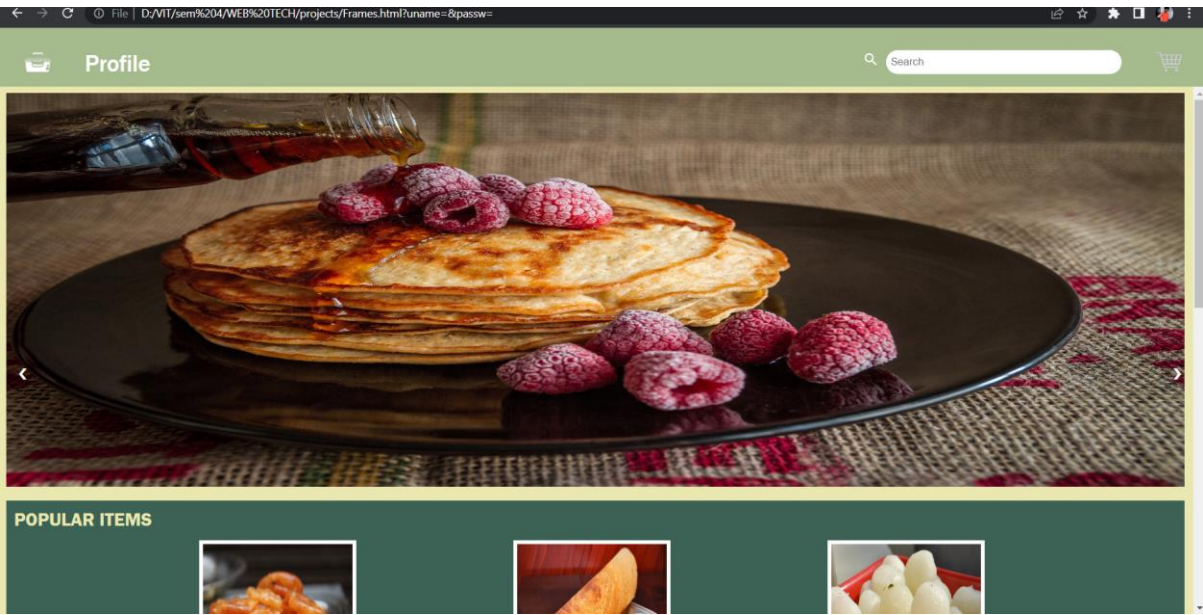 File | D:/VIT/sem%204/WEB%20TECH/projects/Frames.html?uname=&passw=
Profile
Search
POPULAR ITEMS